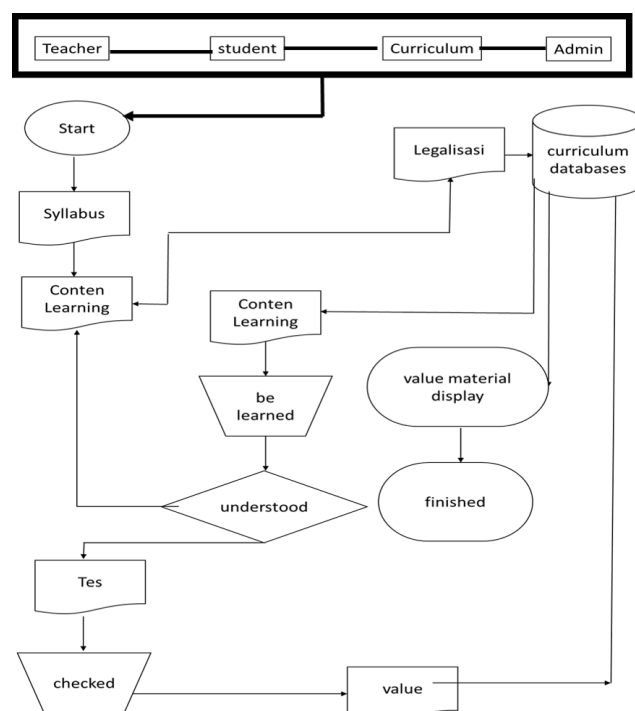 Teacher
student
Curriculum
Admin
Start
Legalisasi
curriculum
databases
Syllabus
Conten
Learning
Conten
Learning
value material
display
be
learned
understood
finished
Tes
checked
value